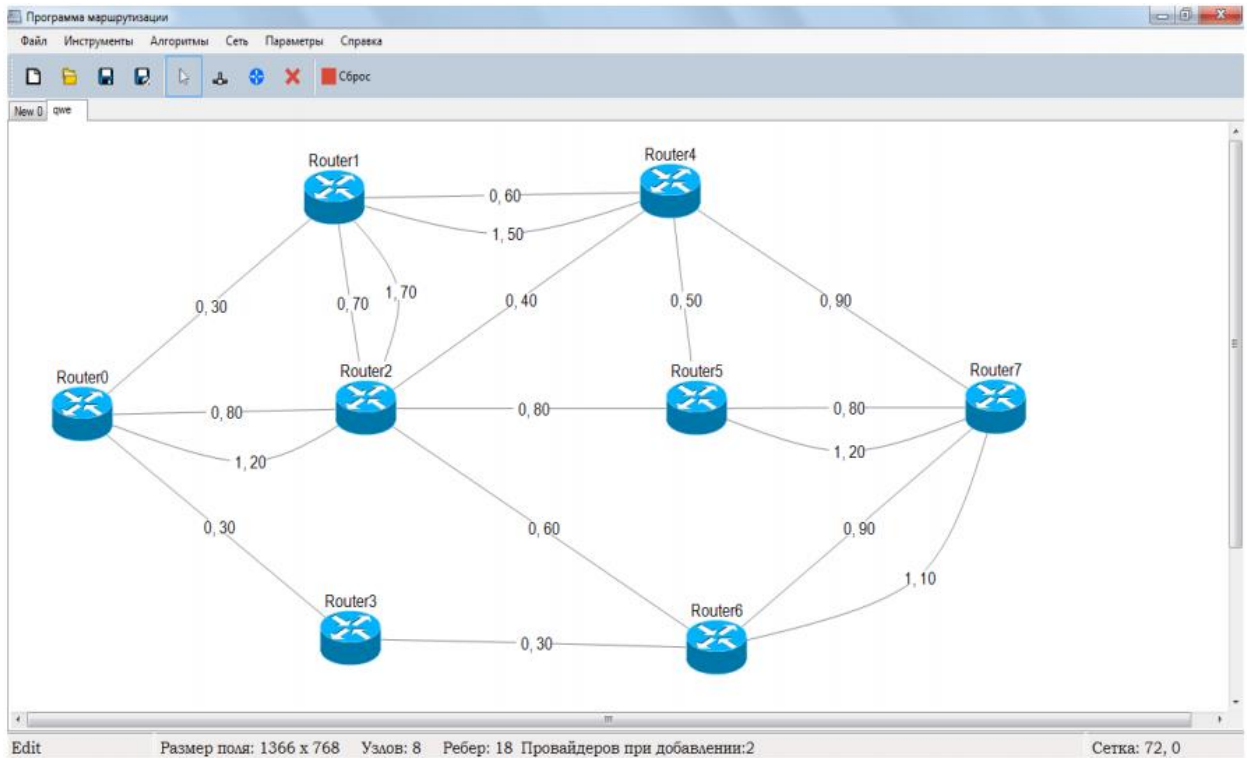 Программа маршрутизации
Файл Инструменты Алгоритмы Сеть Параметры Справка
Сброс
New 0 qwe
Router1
Router4
0, 60
1, 50
0, 30
0, 70
1, 70
0, 40
0, 50
0, 90
Router0
Router2
Router5
Router7
0, 80
0, 80
0, 80
1, 20
1, 20
0, 30
0, 60
0, 90
1, 10
Router3
Router6
0, 30
Edit Размер поля: 1366 x 768 Узлов: 8 Ребер: 18 Провайдеров при добавлении:2 Сетка: 72, 0